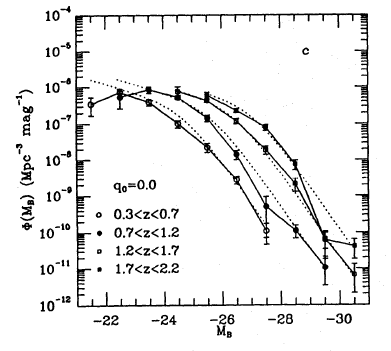 10⁻⁴
c
10⁻⁵
10⁻⁶
10⁻⁷
10⁻⁸
10⁻⁹
10⁻¹⁰
10⁻¹¹
10⁻¹²
Φ(M_B) (Mpc⁻³ mag⁻¹)
q₀=0.0
0.3<z<0.7
0.7<z<1.2
1.2<z<1.7
1.7<z<2.2
−22 −24 −26 −28 −30
M_B